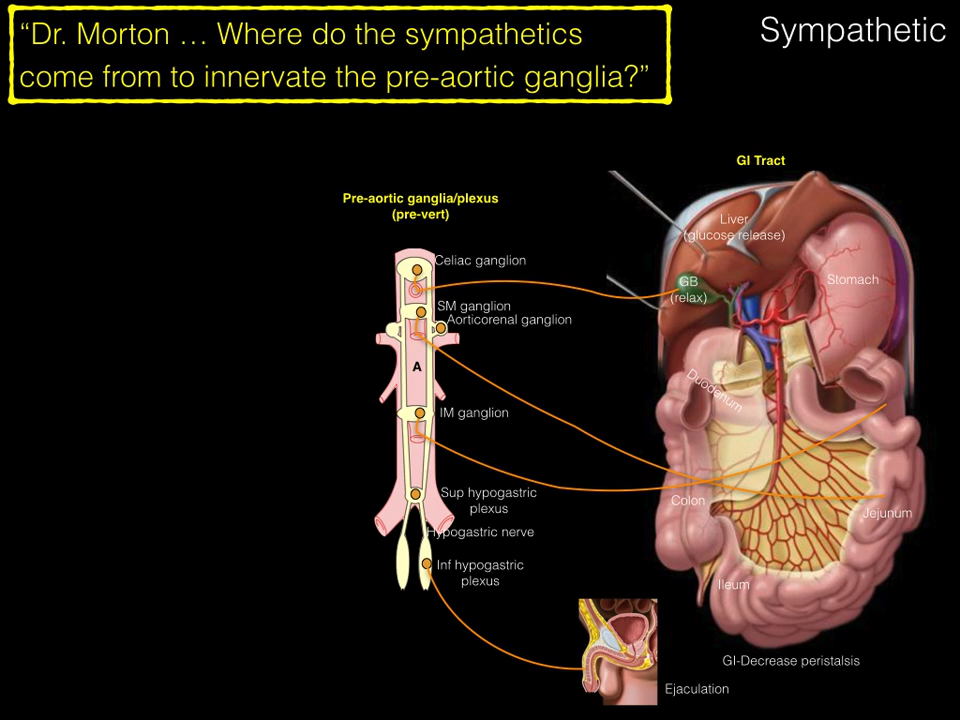 “Dr. Morton … Where do the sympathetics
come from to innervate the pre-aortic ganglia?”
Sympathetic
GI Tract
Pre-aortic ganglia/plexus
(pre-vert)
Liver
(glucose release)
Celiac ganglion
GB
(relax)
Stomach
SM ganglion
Aorticorenal ganglion
A
Duodenum
IM ganglion
Sup hypogastric
plexus
Colon
Jejunum
Hypogastric nerve
Inf hypogastric
plexus
Ileum
GI-Decrease peristalsis
Ejaculation